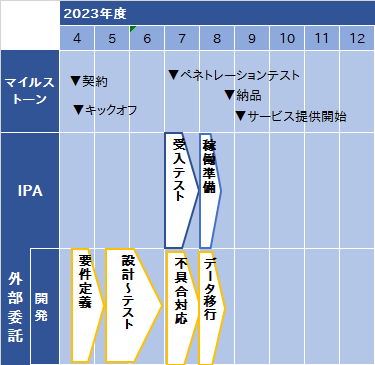 2023年度
4 5 6 7 8 9 10 11 12
マイルス
トーン
▼契約
▼キックオフ
▼ペネトレーションテスト
▼納品
▼サービス提供開始
IPA
受入テスト
稼働準備
外部委託
開発
要件定義
設計～テスト
不具合対応
データ移行